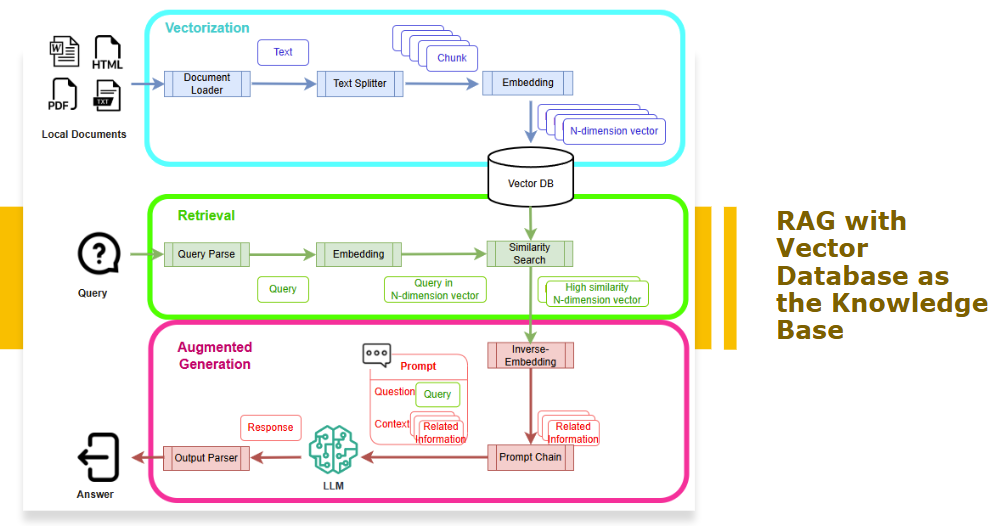 Vectorization
Text
Chunk
W
HTML
PDF
TXT
Local Documents
Document
Loader
Text Splitter
Embedding
N-dimension vector
Vector DB
Retrieval
Query
Query Parse
Embedding
Similarity
Search
Query
Query in
N-dimension vector
High similarity
N-dimension vector
Augmented
Generation
Inverse-
Embedding
Prompt
Question
Query
Context
Related
Information
Related
Information
Response
Answer
Output Parser
LLM
Prompt Chain
RAG with
Vector
Database as
the Knowledge
Base